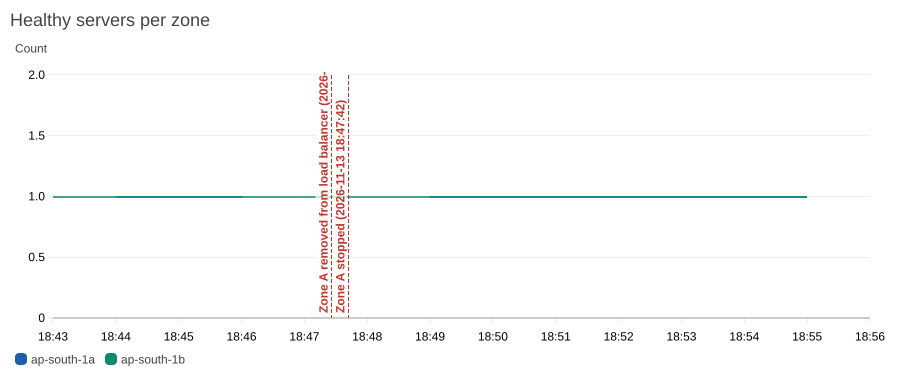 Healthy servers per zone
Count
2.0
1.5
1.0
0.5
0
Zone A removed from load balancer (2026-
Zone A stopped (2026-11-13 18:47:42)
18:43 18:44 18:45 18:46 18:47 18:48 18:49 18:50 18:51 18:52 18:53 18:54 18:55 18:56
ap-south-1a ap-south-1b